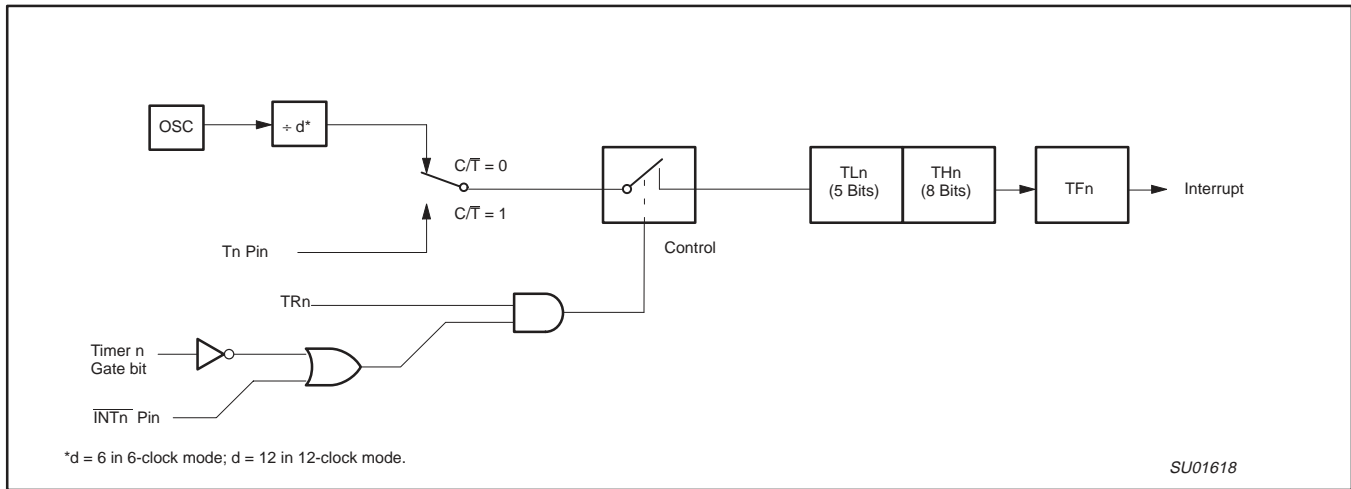 OSC
÷ d*
C/T̅ = 0
C/T̅ = 1
Tn Pin
Control
TLn
(5 Bits)
THn
(8 Bits)
TFn
Interrupt
TRn
Timer n
Gate bit
I̅N̅T̅n̅ Pin
*d = 6 in 6-clock mode; d = 12 in 12-clock mode.
SU01618